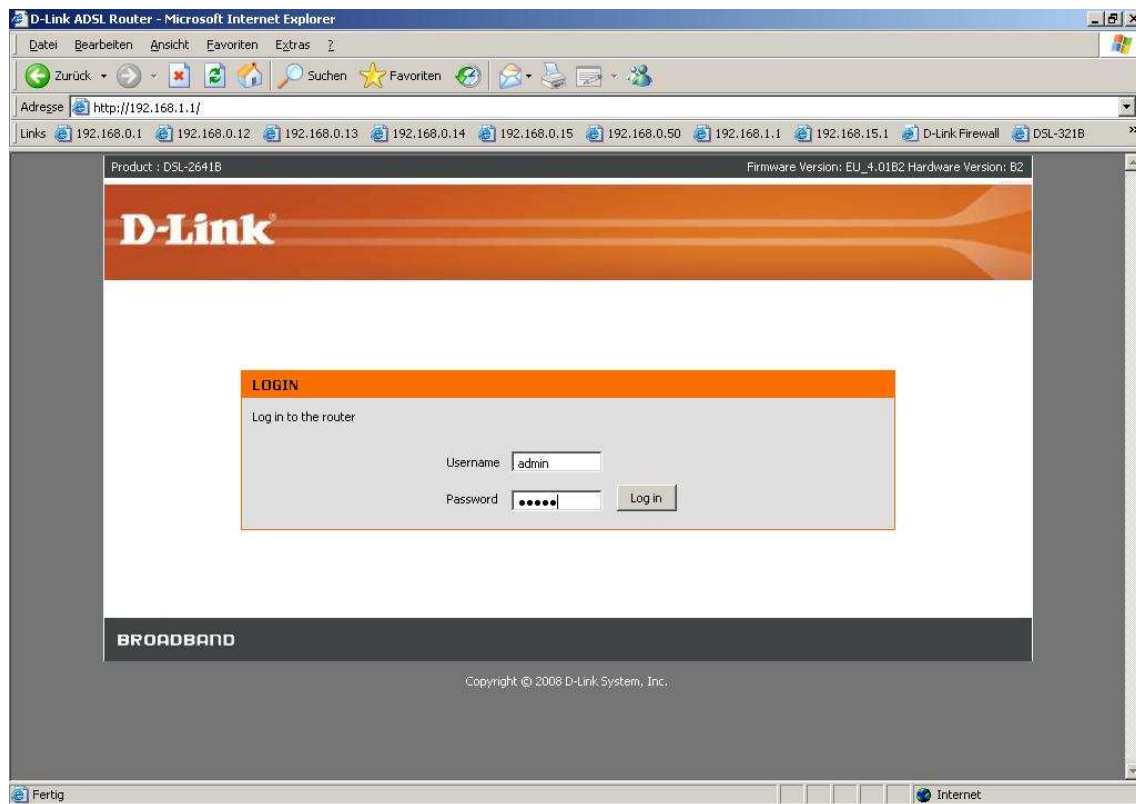 D-Link ADSL Router - Microsoft Internet Explorer
Datei Bearbeiten Ansicht Favoriten Extras ?
Zurück Suchen Favoriten
Adresse http://192.168.1.1/
Links 192.168.0.1 192.168.0.12 192.168.0.13 192.168.0.14 192.168.0.15 192.168.0.50 192.168.1.1 192.168.15.1 D-Link Firewall DSL-321B »
Product : DSL-2641B Firmware Version: EU_4.01B2 Hardware Version: B2
D-Link®
LOGIN
Log in to the router
Username admin
Password ●●●●● Log in
BROADBAND
Copyright © 2008 D-Link System, Inc.
Fertig Internet